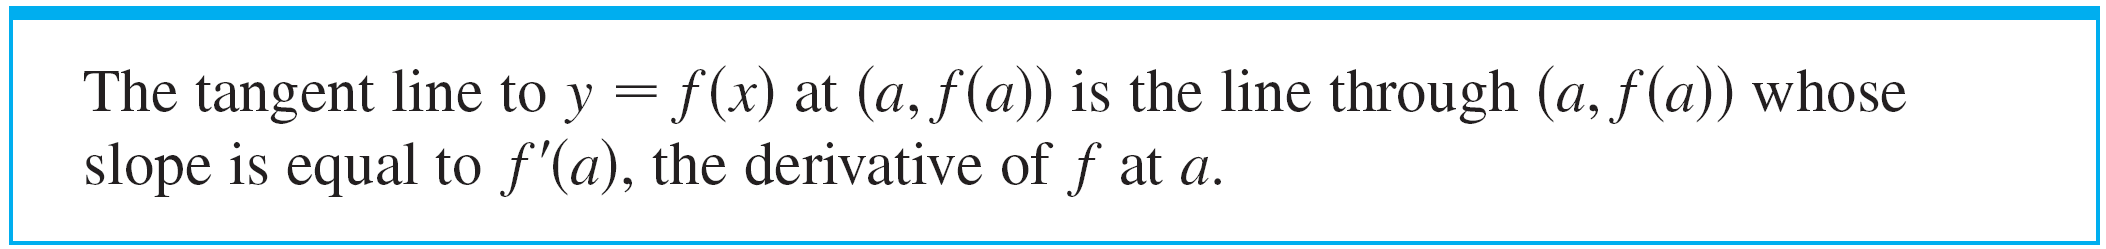 The tangent line to y = f(x) at (a, f(a)) is the line through (a, f(a)) whose
slope is equal to f′(a), the derivative of f at a.